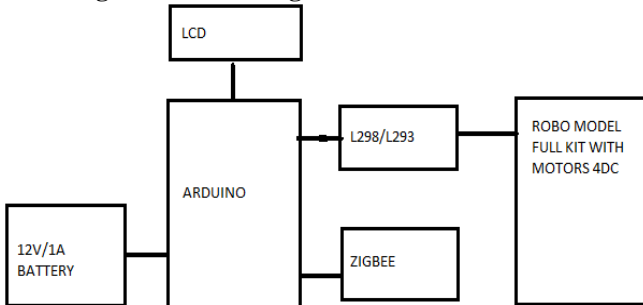 LCD
L298/L293
ROBO MODEL
FULL KIT WITH
MOTORS 4DC
ARDUINO
12V/1A
BATTERY
ZIGBEE